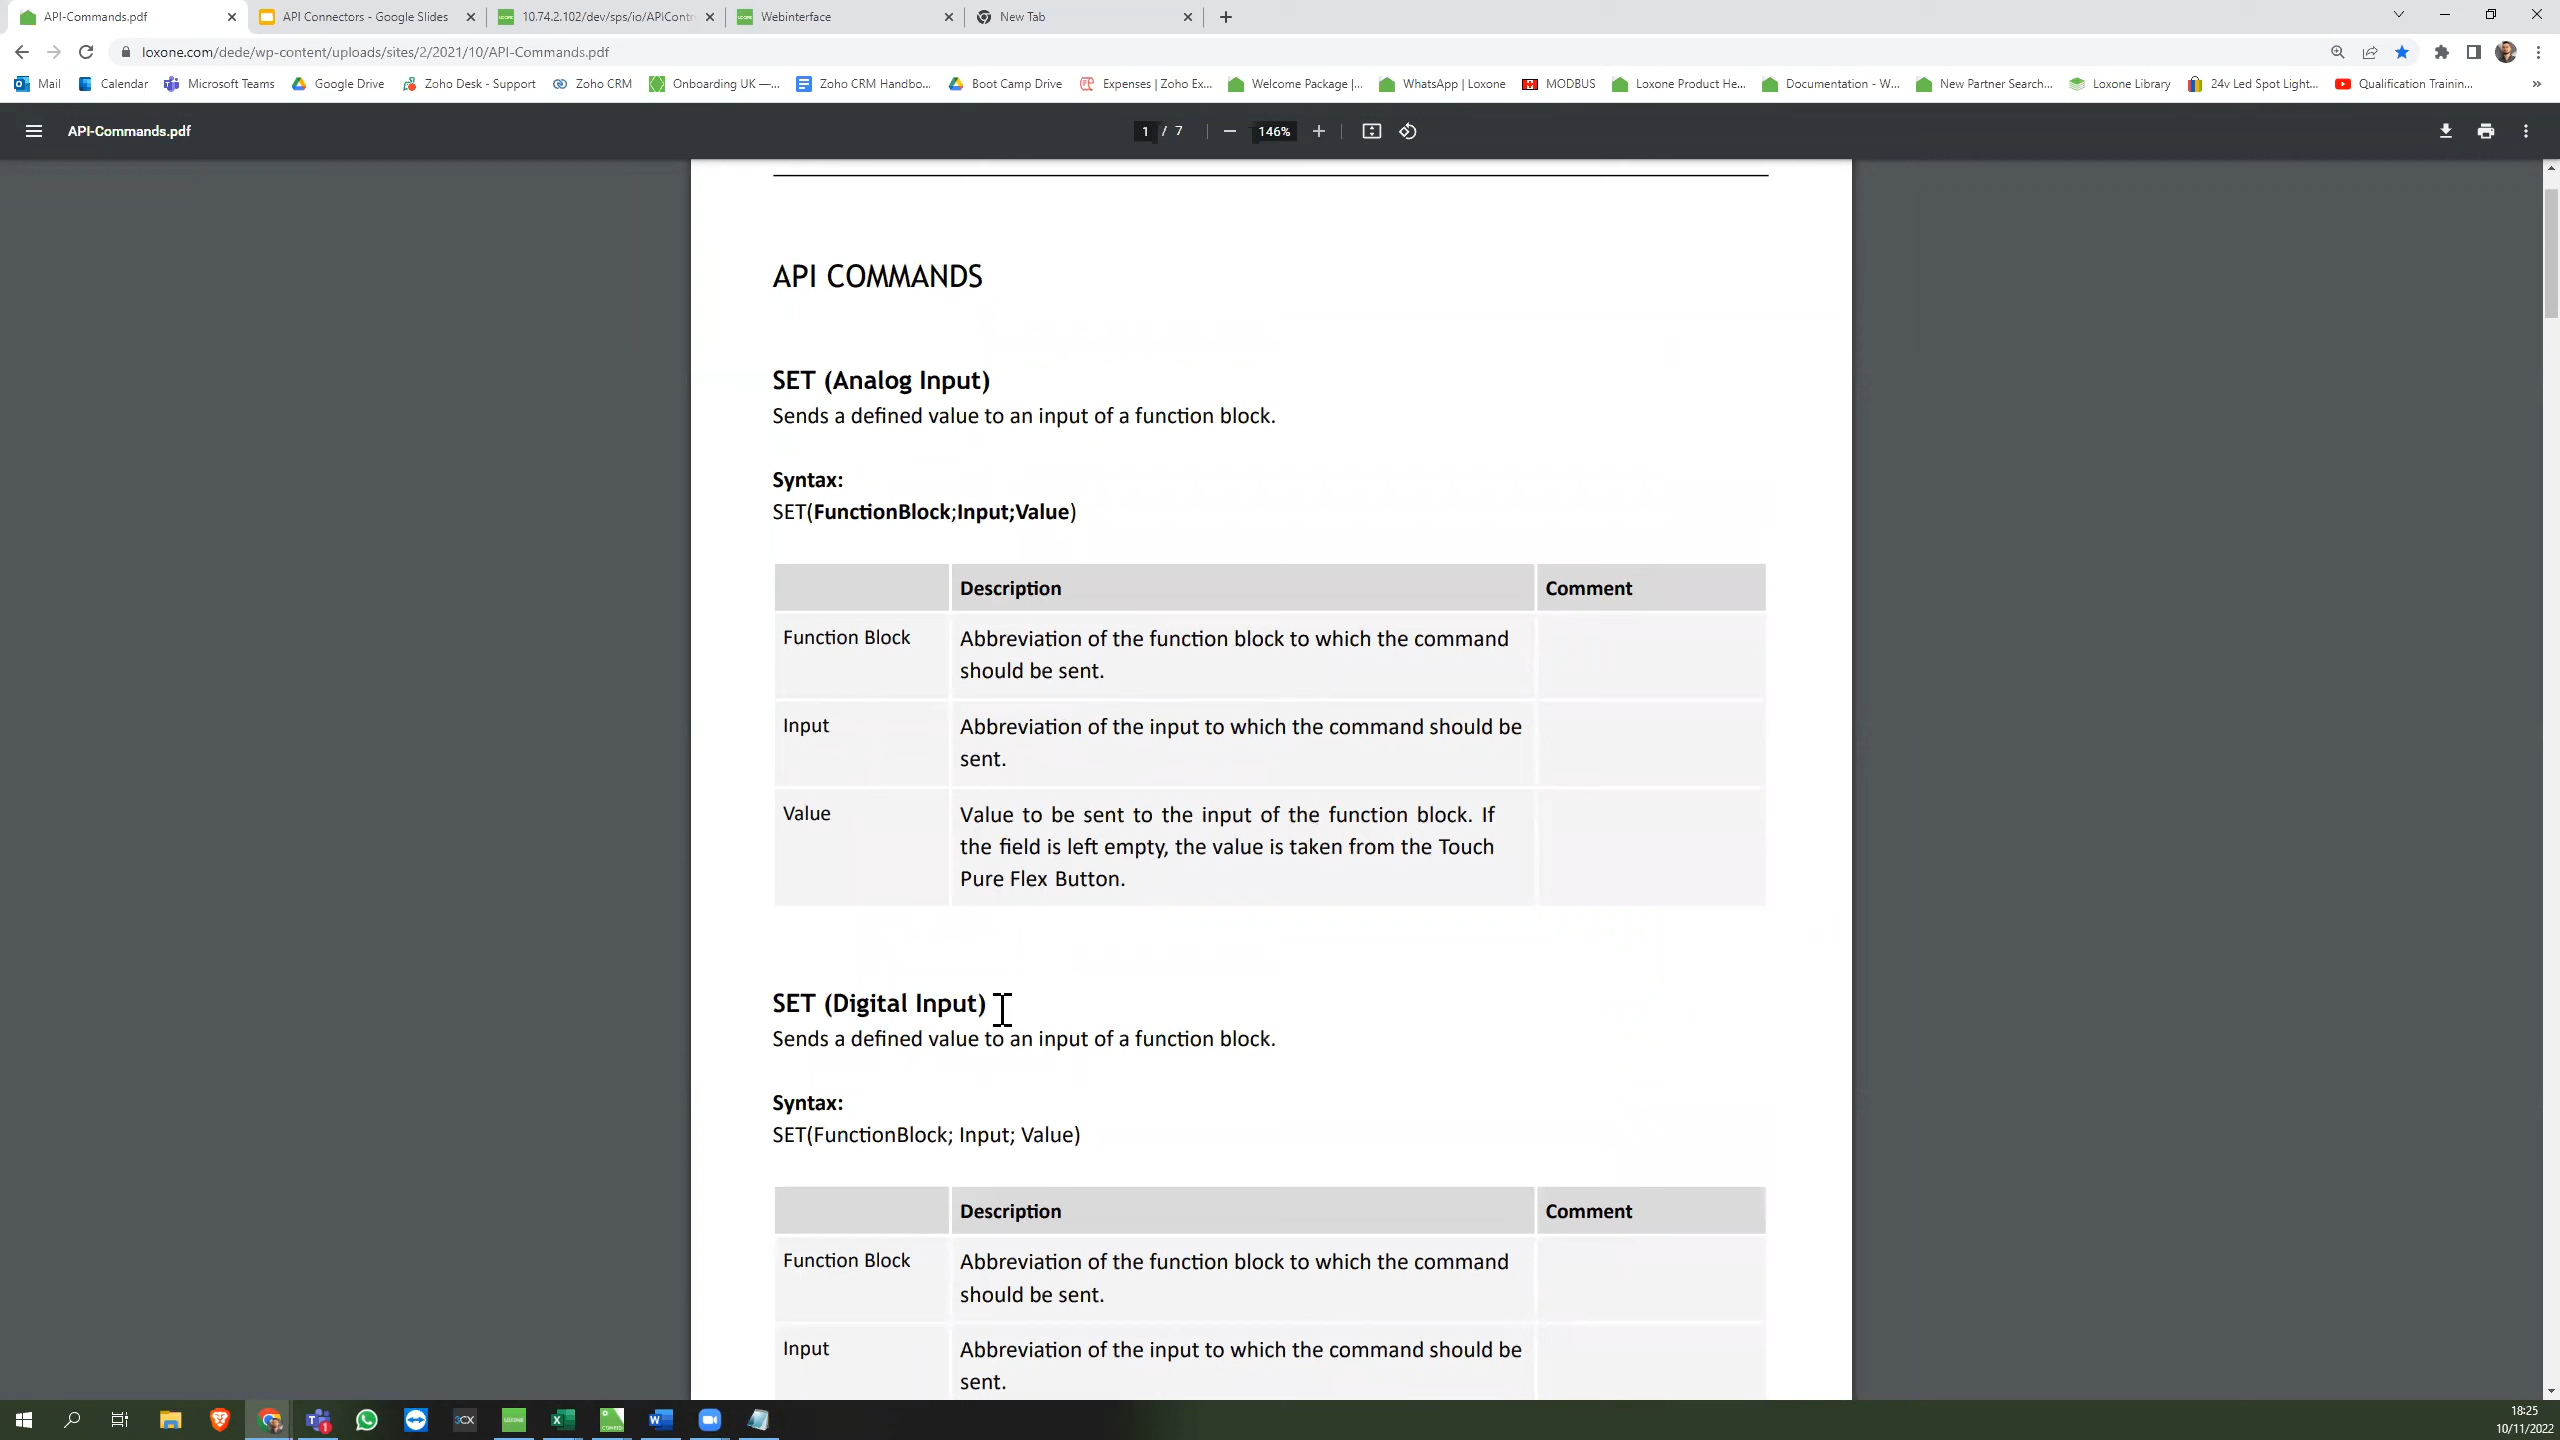 API-Commands.pdf
API Connectors - Google Slides
10.74.2.102/dev/sps/io/APIContr
Webinterface
New Tab
loxone.com/dede/wp-content/uploads/sites/2/2021/10/API-Commands.pdf
Mail
Calendar
Microsoft Teams
Google Drive
Zoho Desk - Support
Zoho CRM
Onboarding UK —...
Zoho CRM Handbo...
Boot Camp Drive
Expenses | Zoho Ex...
Welcome Package |...
WhatsApp | Loxone
MODBUS
Loxone Product He...
Documentation - W...
New Partner Search...
Loxone Library
24v Led Spot Light...
Qualification Trainin...
API-Commands.pdf
1 / 7
146%
API COMMANDS
SET (Analog Input)
Sends a defined value to an input of a function block.
Syntax:
SET(FunctionBlock;Input;Value)
Description Comment
Function Block Abbreviation of the function block to which the command
should be sent.
Input Abbreviation of the input to which the command should be
sent.
Value Value to be sent to the input of the function block. If
the field is left empty, the value is taken from the Touch
Pure Flex Button.
SET (Digital Input)
Sends a defined value to an input of a function block.
Syntax:
SET(FunctionBlock; Input; Value)
Description Comment
Function Block Abbreviation of the function block to which the command
should be sent.
Input Abbreviation of the input to which the command should be
sent.
3CX
LOXONE
CONFIG
18:25
10/11/2022